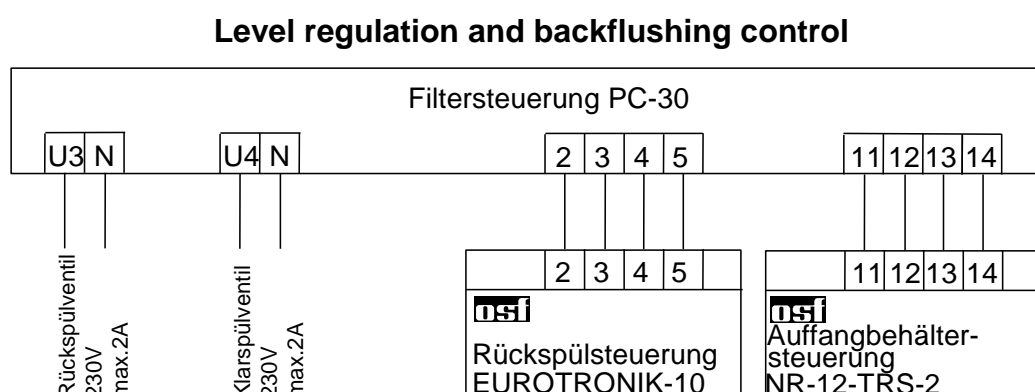 Level regulation and backflushing control
Filtersteuerung PC-30
U3 N
U4 N
2 3 4 5
11 12 13 14
Rückspülventil
230V
max.2A
Klarspülventil
230V
max.2A
2 3 4 5
osf
Rückspülsteuerung
EUROTRONIK-10
11 12 13 14
osf
Auffangbehälter-
steuerung
NR-12-TRS-2